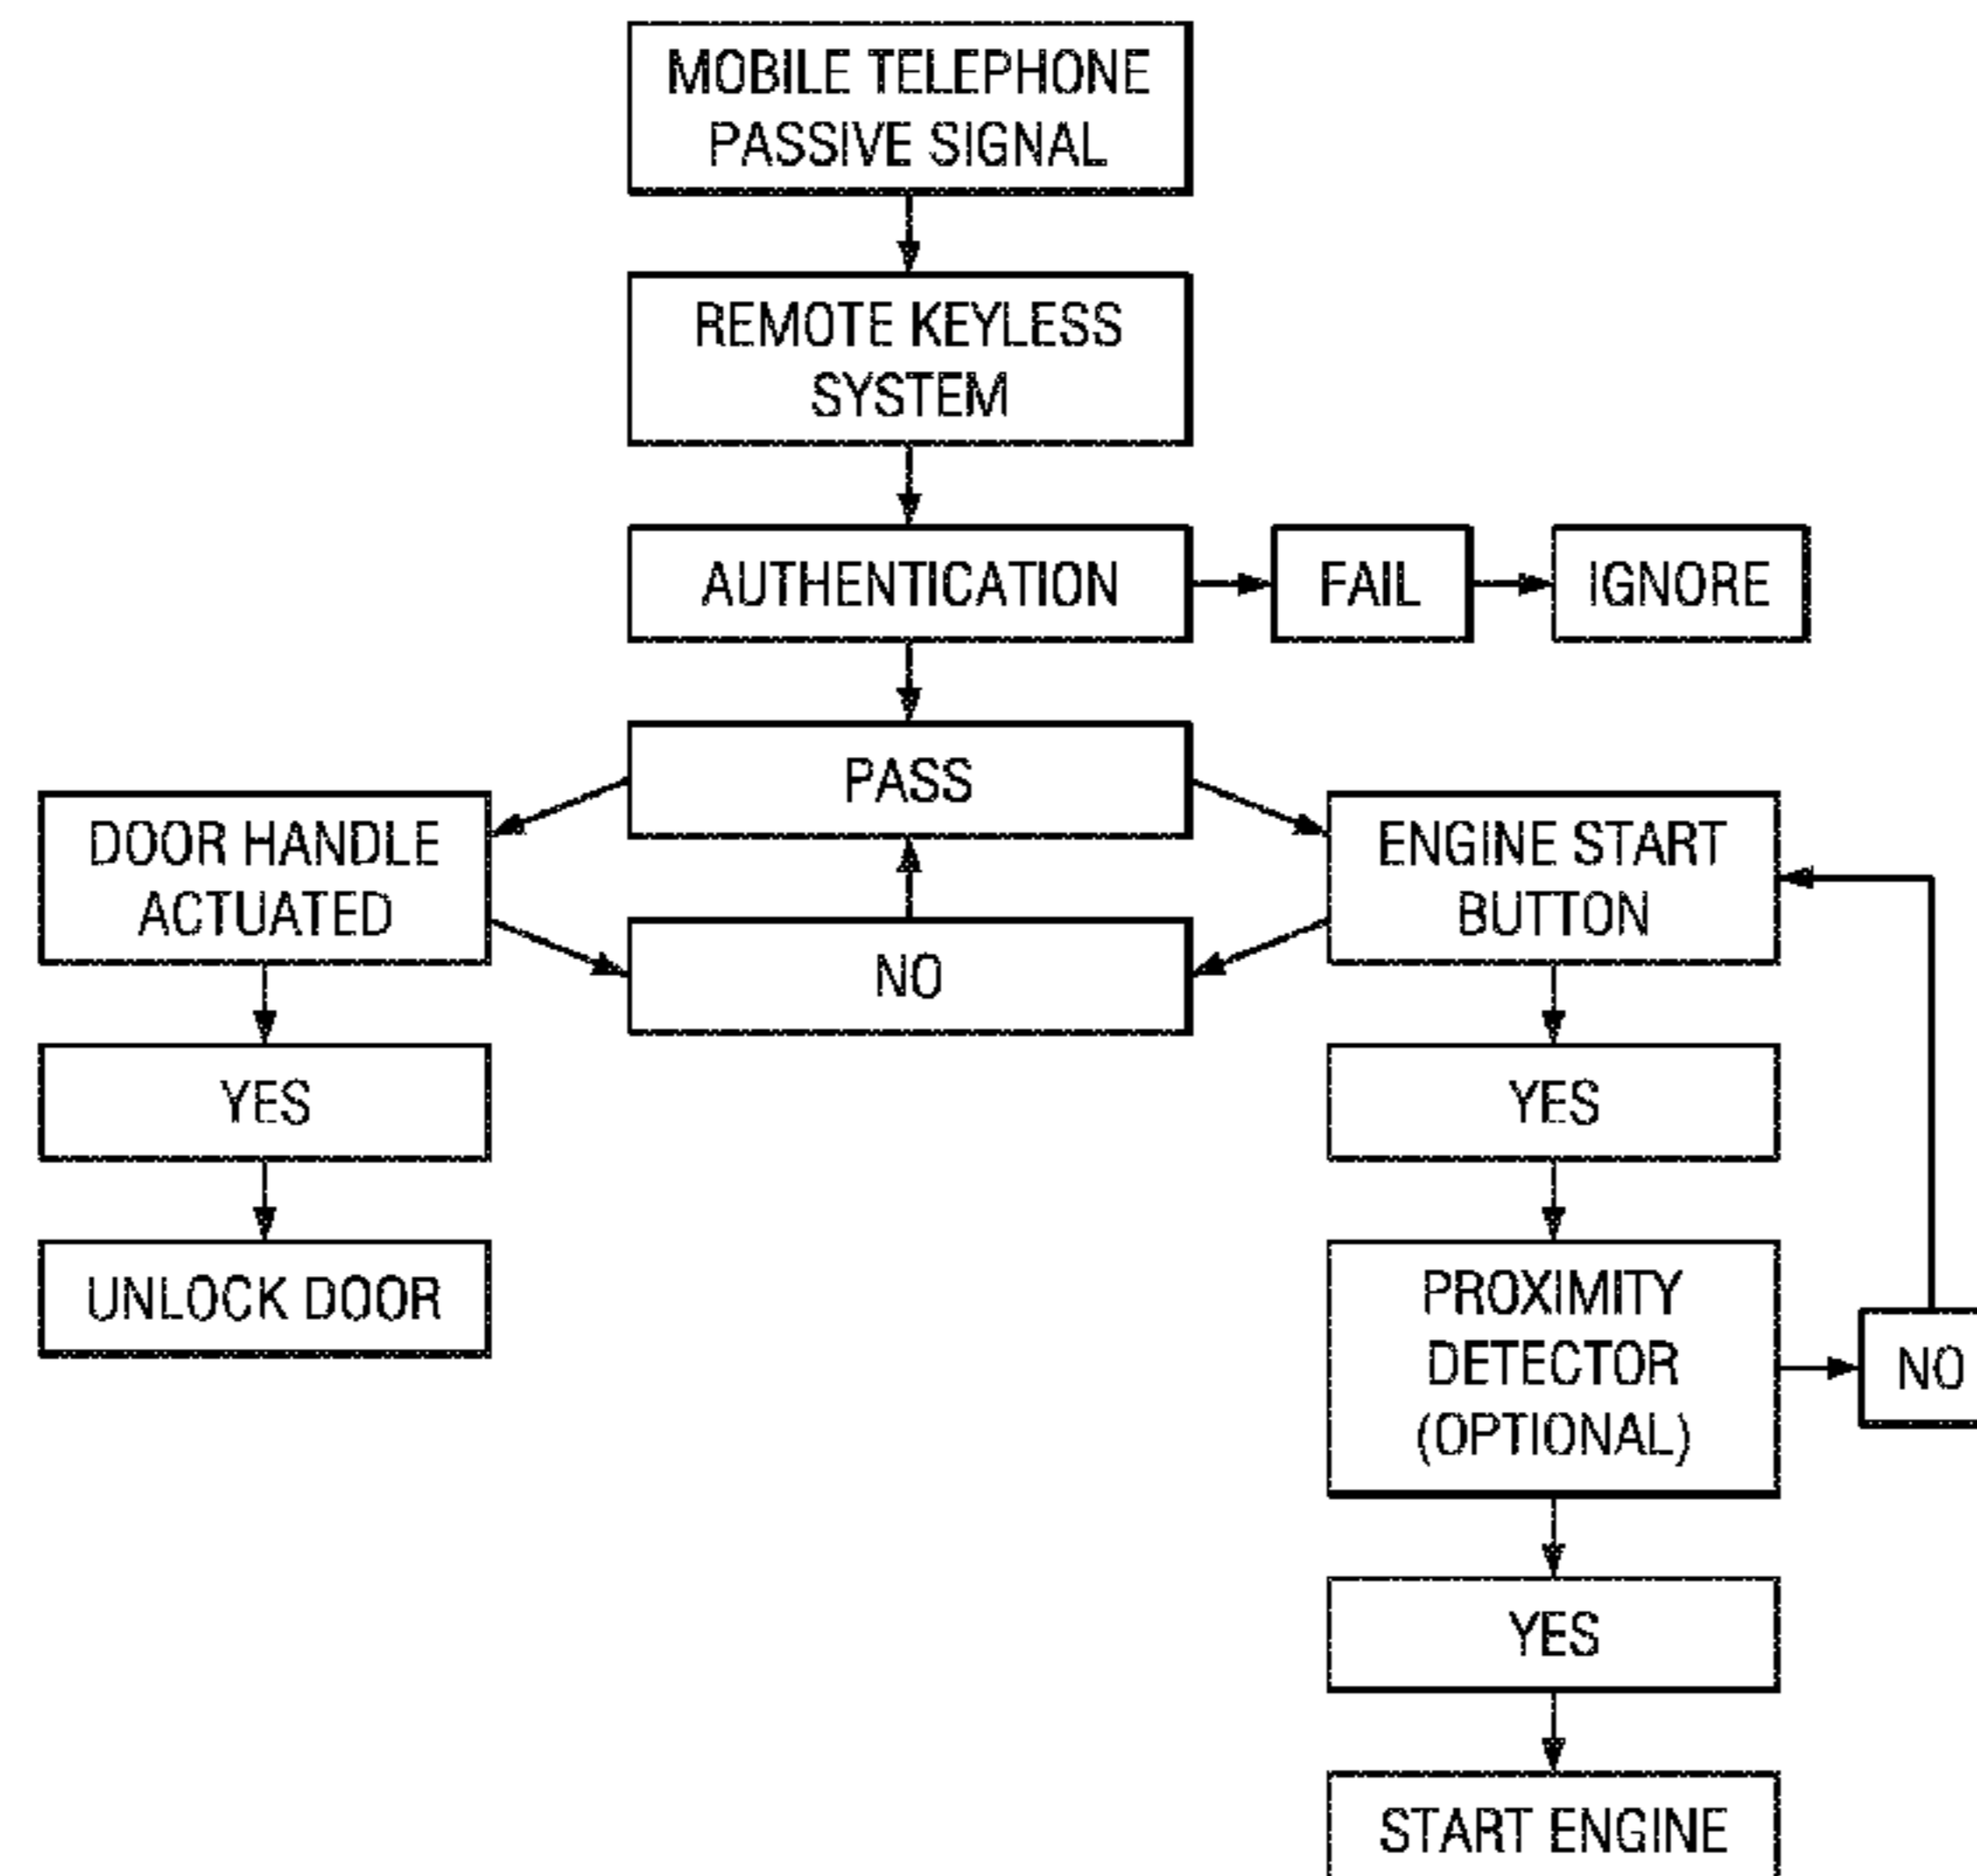 MOBILE TELEPHONE
PASSIVE SIGNAL
REMOTE KEYLESS
SYSTEM
AUTHENTICATION
FAIL
IGNORE
PASS
DOOR HANDLE
ACTUATED
ENGINE START
BUTTON
NO
YES
YES
UNLOCK DOOR
PROXIMITY
DETECTOR
(OPTIONAL)
NO
YES
START ENGINE